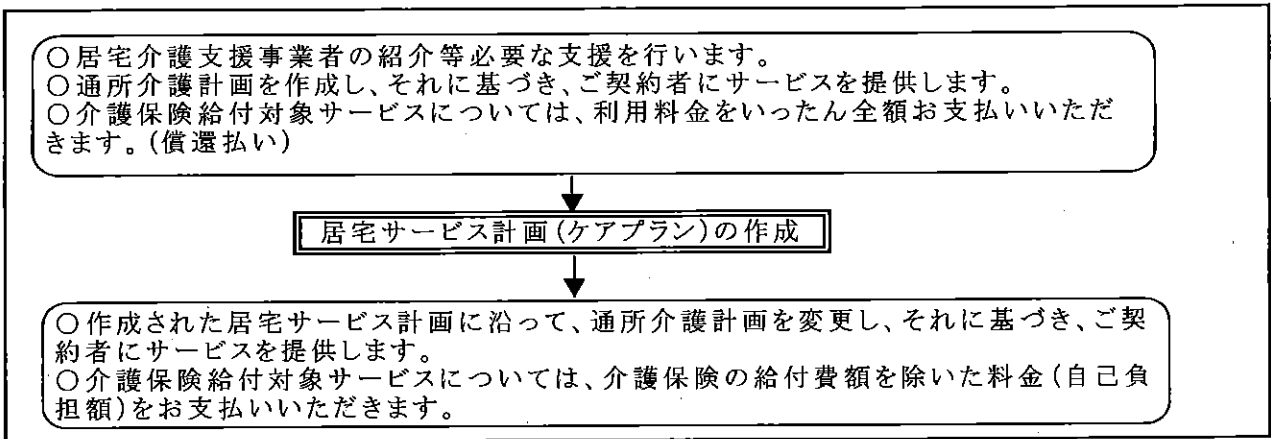 ○居宅介護支援事業者の紹介等必要な支援を行います。
○通所介護計画を作成し、それに基づき、ご契約者にサービスを提供します。
○介護保険給付対象サービスについては、利用料金をいったん全額お支払いいただ
きます。(償還払い)
居宅サービス計画(ケアプラン)の作成
○作成された居宅サービス計画に沿って、通所介護計画を変更し、それに基づき、ご契
約者にサービスを提供します。
○介護保険給付対象サービスについては、介護保険の給付費額を除いた料金(自己負
担額)をお支払いいただきます。